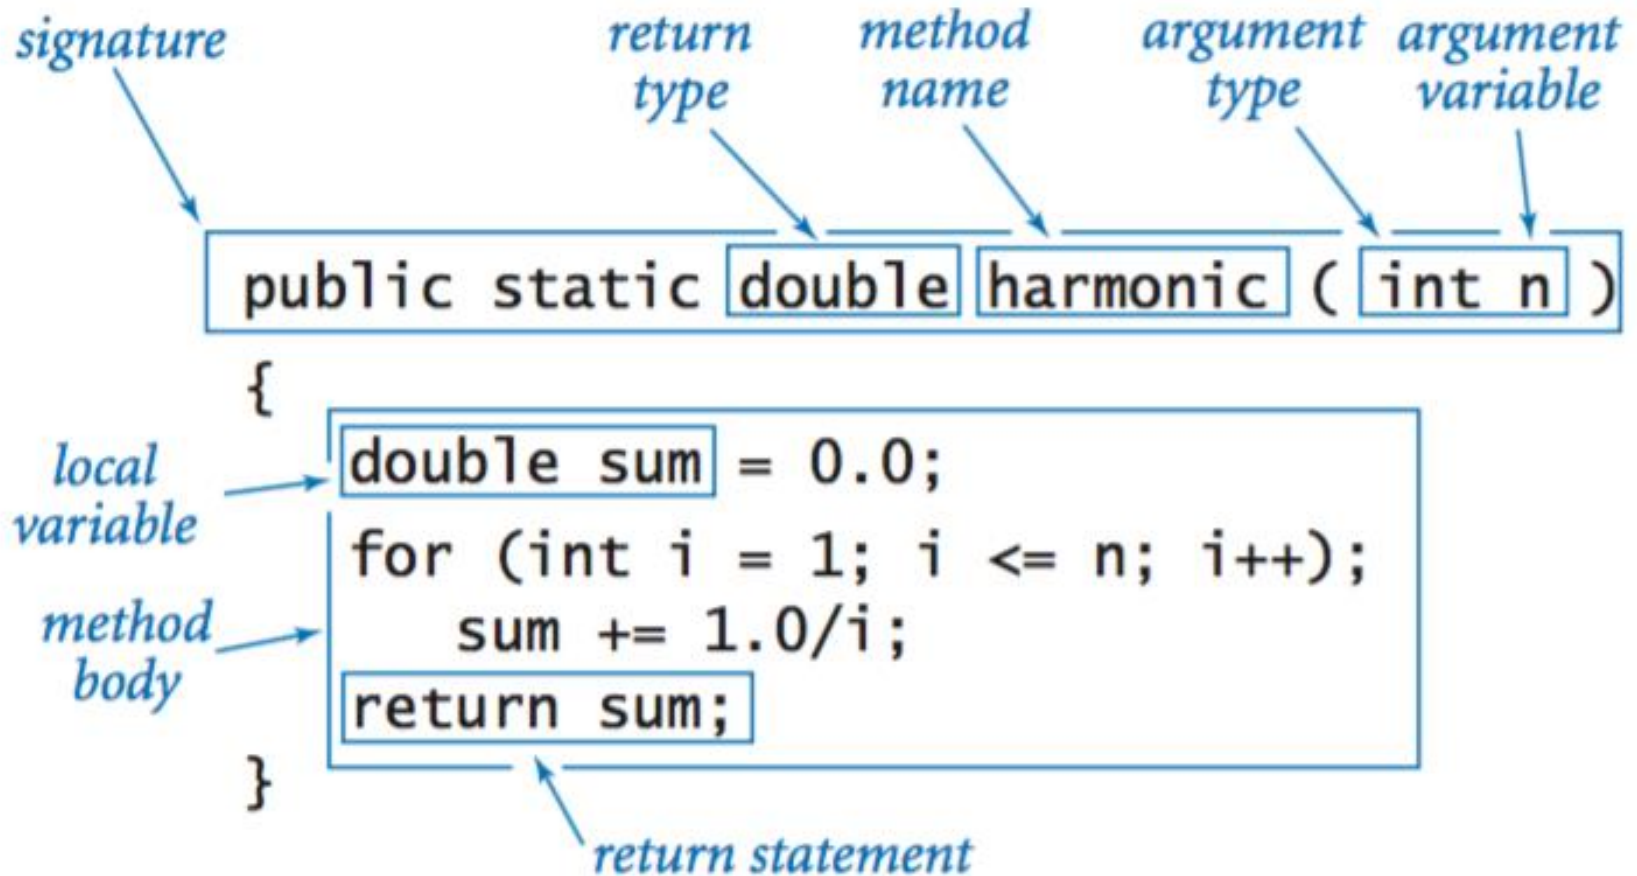 signature
return type
method name
argument type
argument variable
public static double harmonic ( int n )
{
local variable
double sum = 0.0;
for (int i = 1; i <= n; i++);
method body
sum += 1.0/i;
return sum;
}
return statement